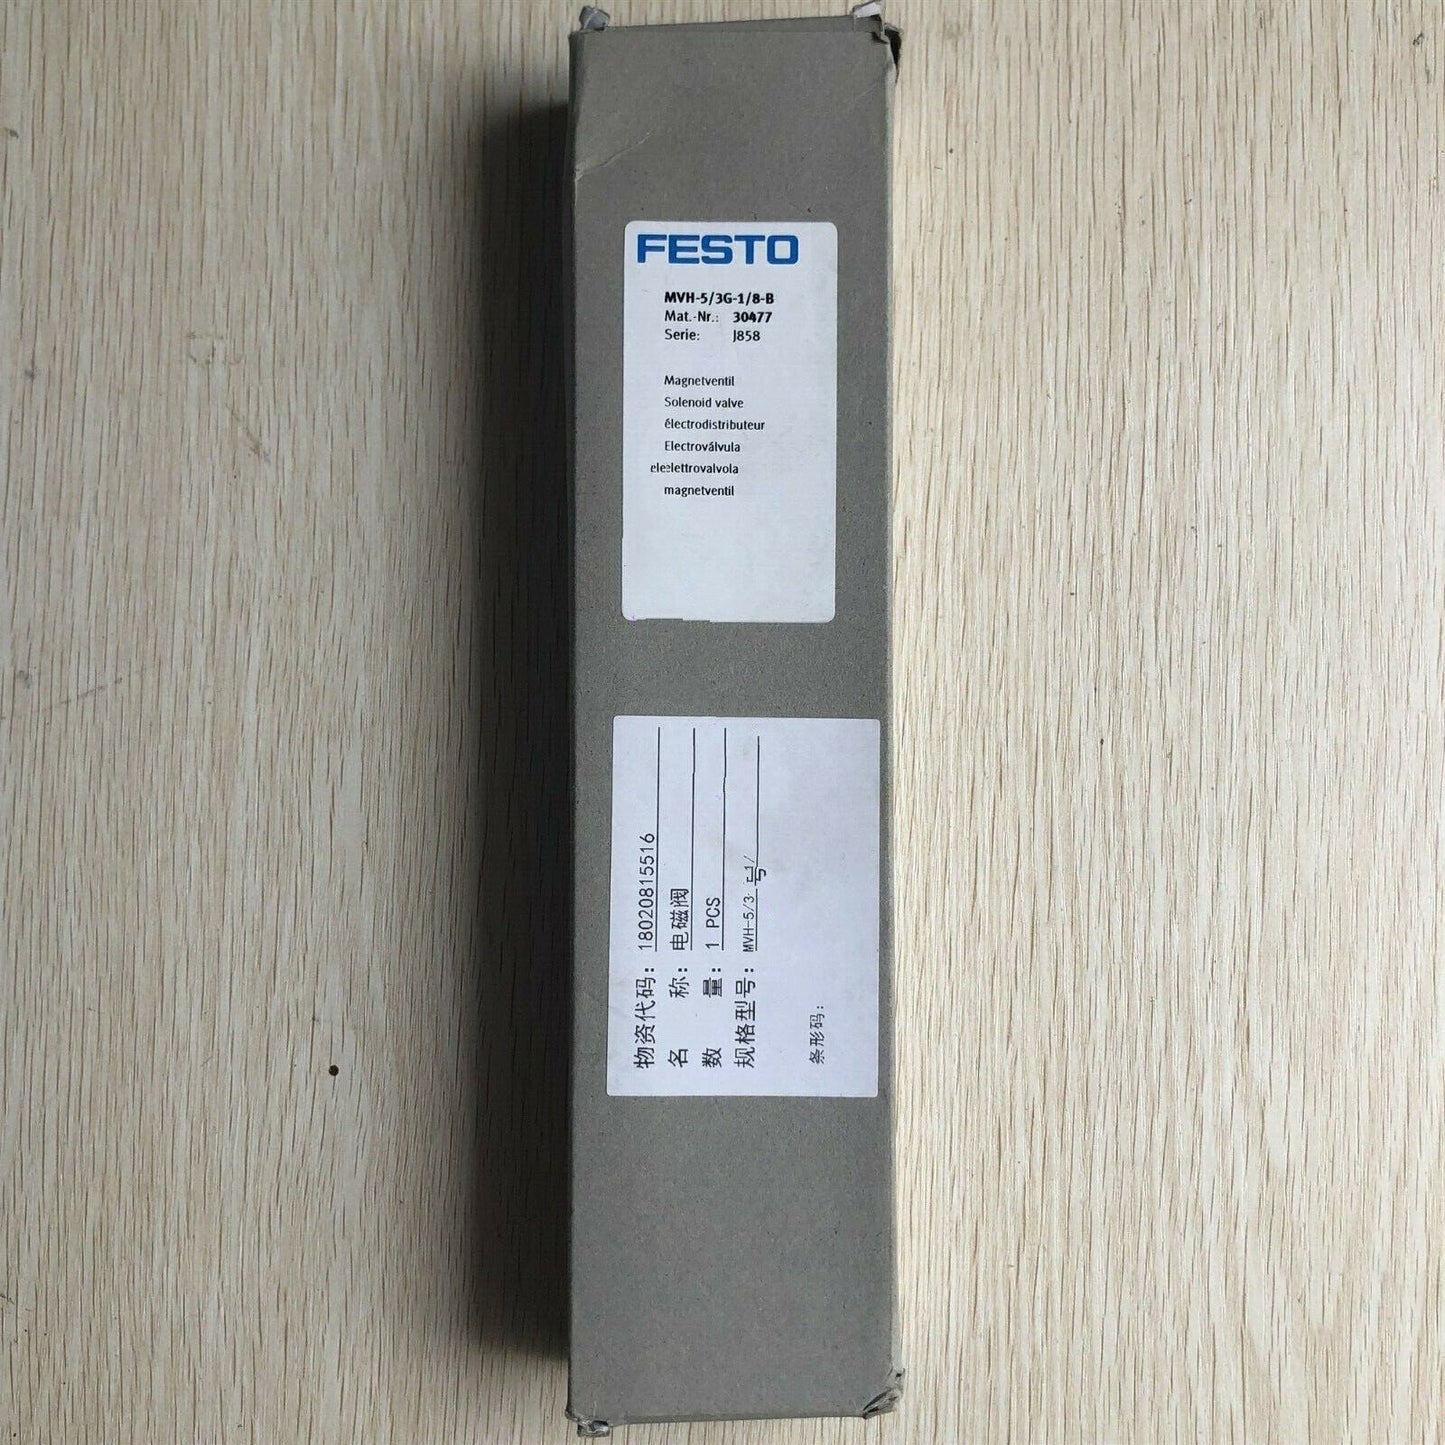 FESTO
MVH-5/3G-1/8-B
Mat.-Nr.: 30477
Serie: J858
Magnetventil
Solenoid valve
électrodistributeur
Electroválvula
elettrovalvola
magnetventil
物资代码: 18020815516
名 称: 电磁阀
数 量: 1 PCS
规格型号: MVH-5/3
条形码: